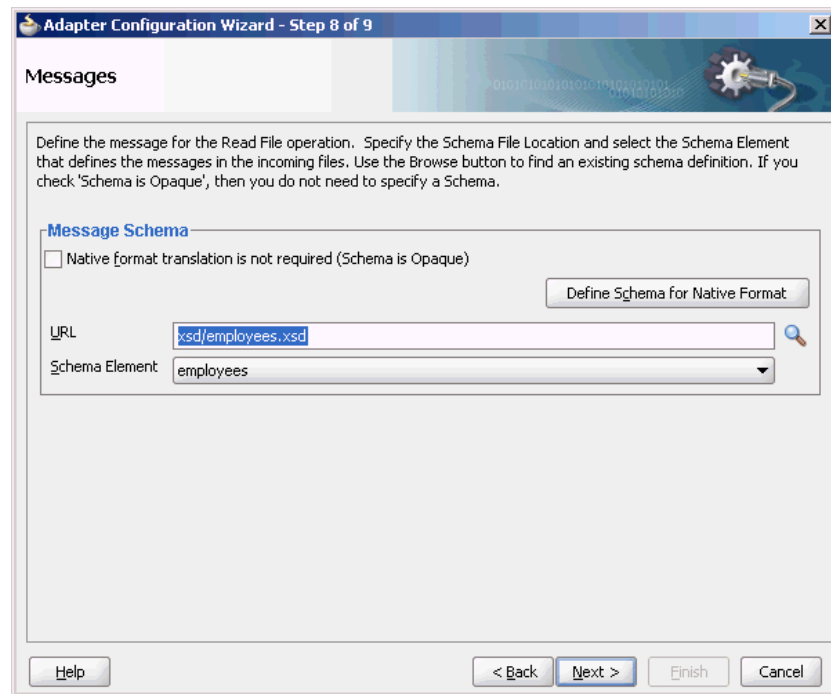 Adapter Configuration Wizard - Step 8 of 9
Messages
Define the message for the Read File operation. Specify the Schema File Location and select the Schema Element
that defines the messages in the incoming files. Use the Browse button to find an existing schema definition. If you
check 'Schema is Opaque', then you do not need to specify a Schema.
Message Schema
Native format translation is not required (Schema is Opaque)
Define Schema for Native Format
URL
xsd/employees.xsd
Schema Element
employees
Help
< Back
Next >
Finish
Cancel